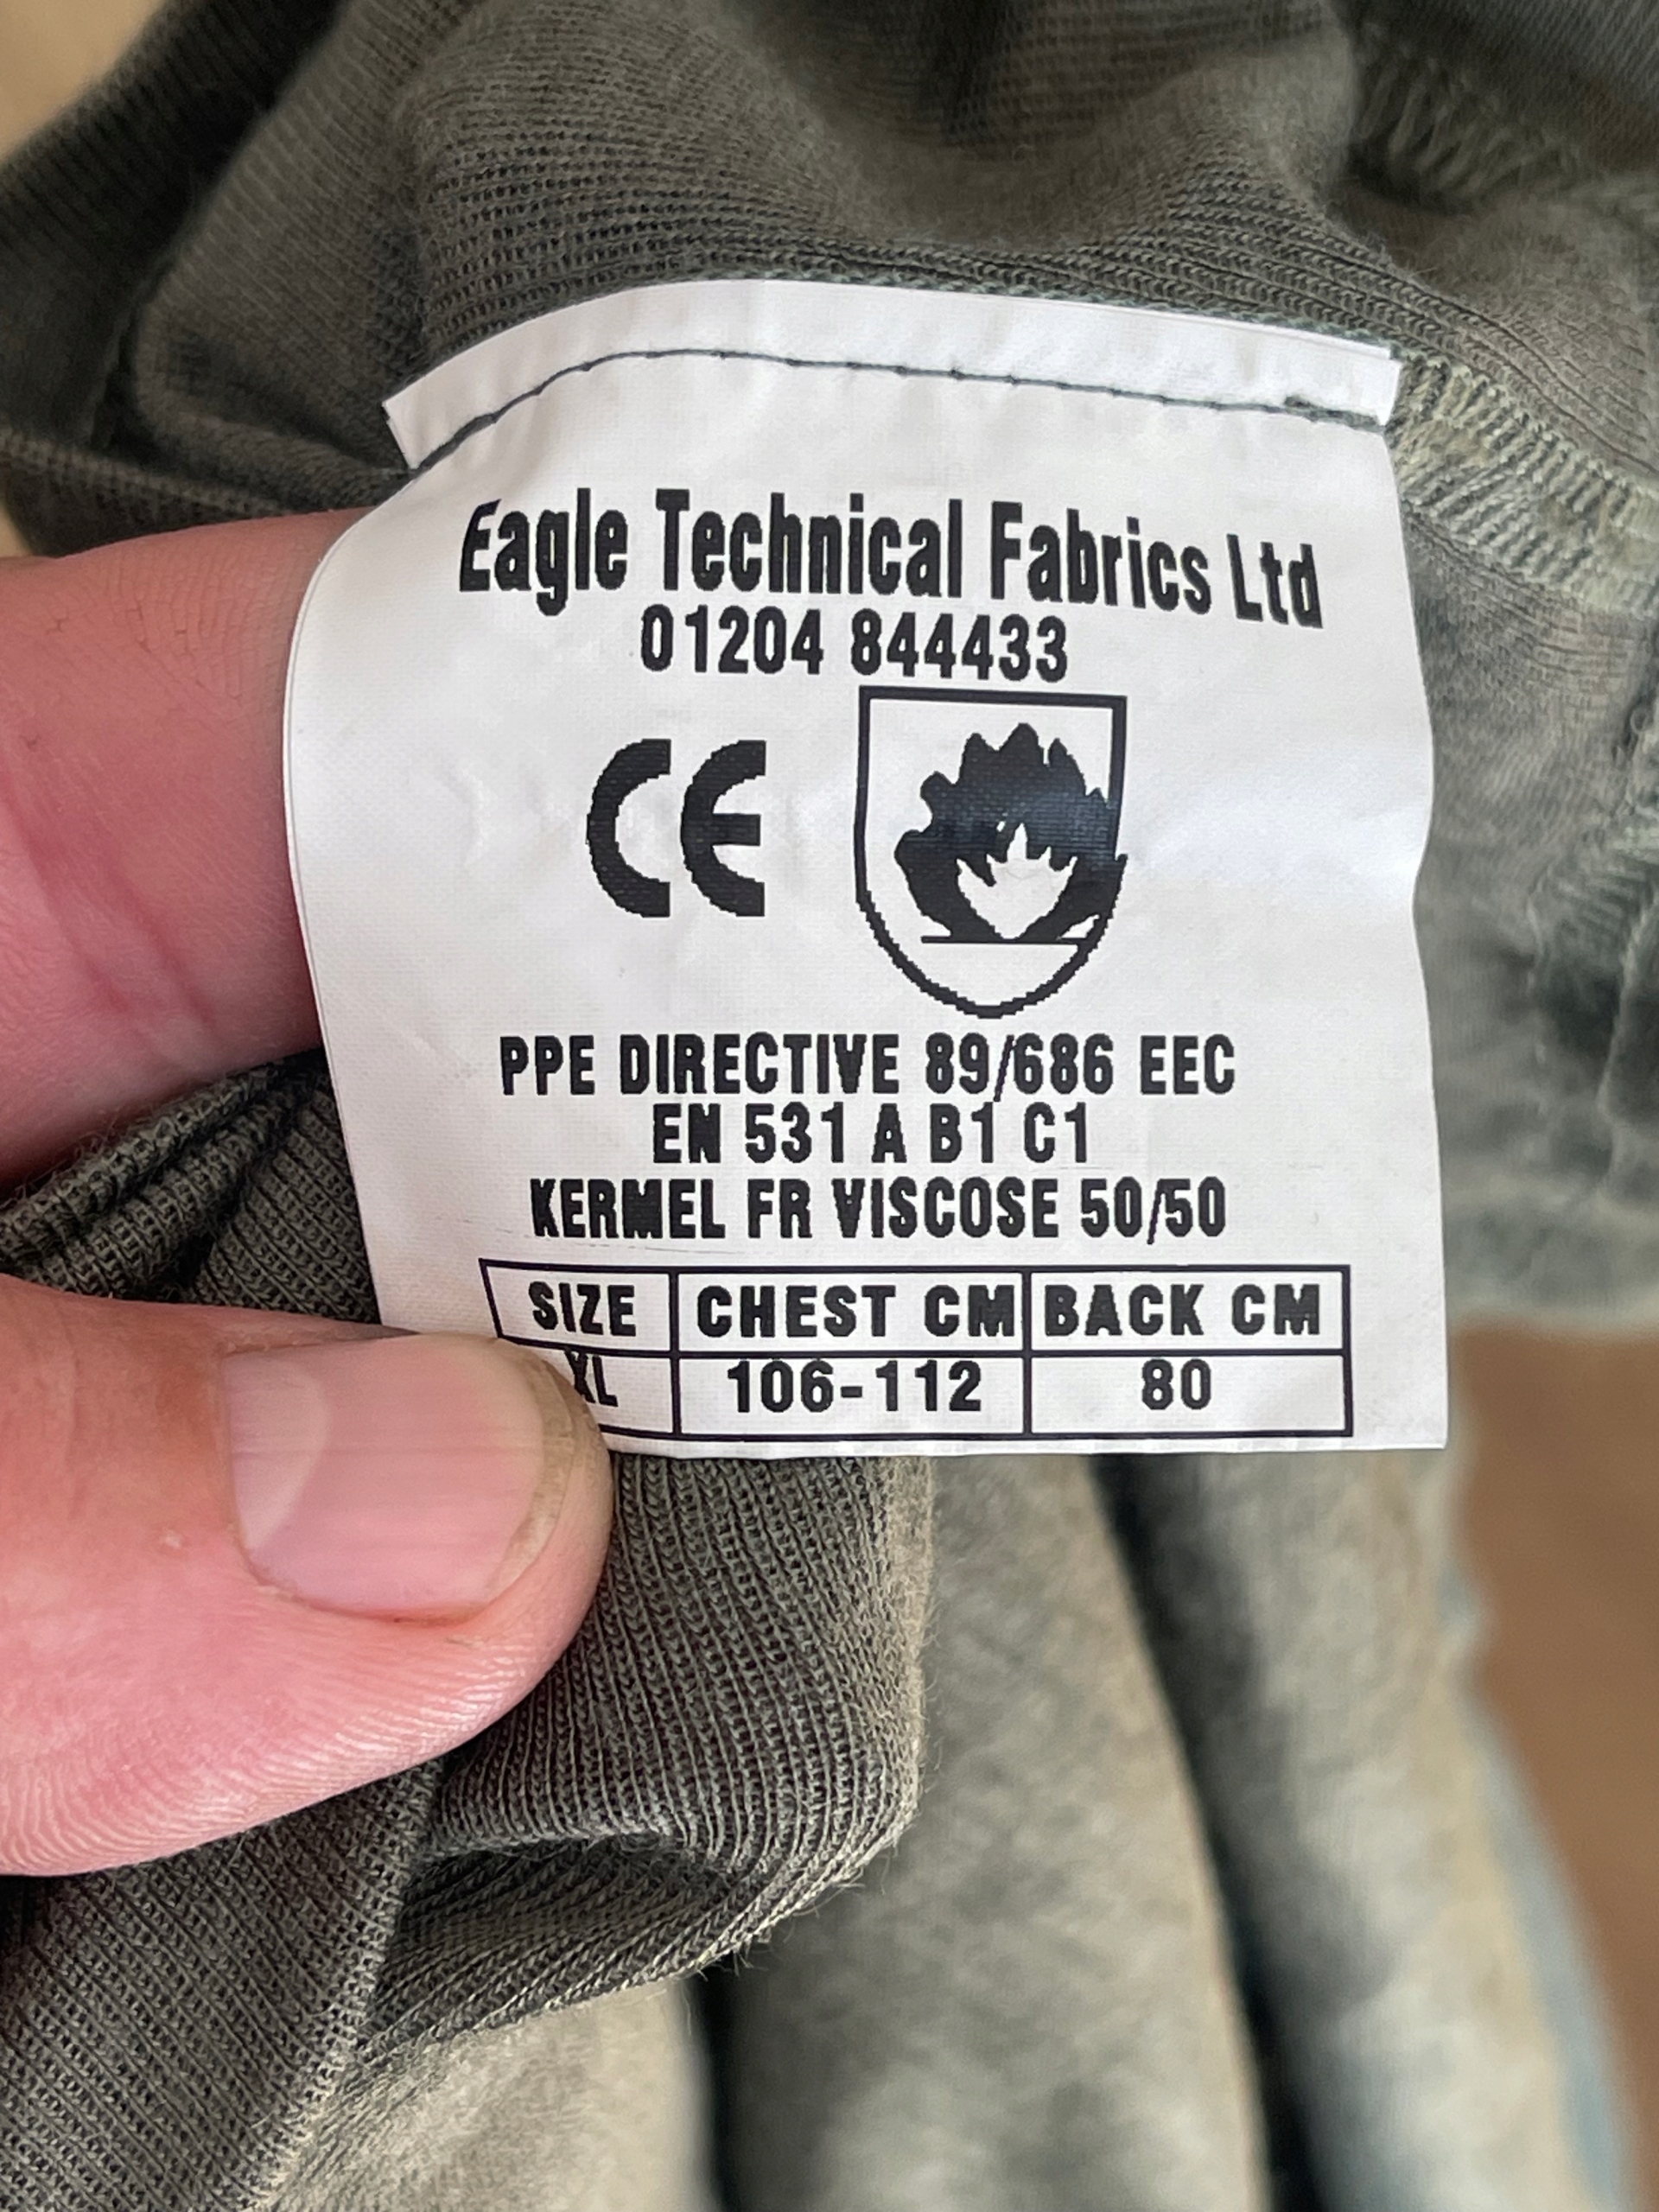 Eagle Technical Fabrics Ltd
01204 844433
CE
PPE DIRECTIVE 89/686 EEC
EN 531 A B1 C1
KERMEL FR VISCOSE 50/50
SIZE CHEST CM BACK CM
XL 106-112 80